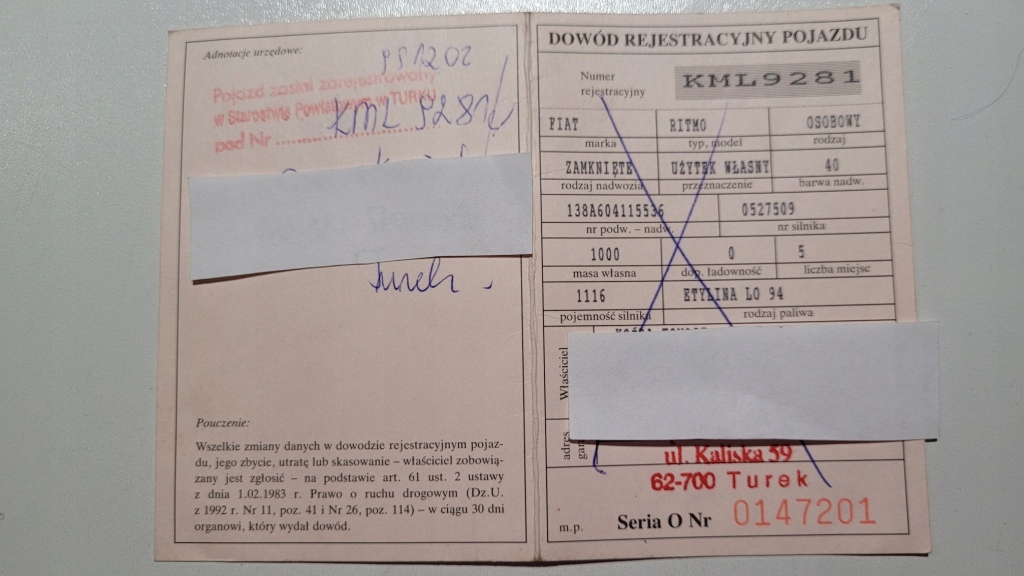 Adnotacje urzędowe:
PS1202
Pojazd został zarejestrowany
w Starostwie Powiatowym w TURKU
pod Nr .................
KML 9281
Turek
Pouczenie:
Wszelkie zmiany danych w dowodzie rejestracyjnym pojaz-
du, jego zbycie, utratę lub skasowanie – właściciel zobowią-
zany jest zgłosić – na podstawie art. 61 ust. 2 ustawy
z dnia 1.02.1983 r. Prawo o ruchu drogowym (Dz.U.
z 1992 r. Nr 11, poz. 41 i Nr 26, poz. 114) – w ciągu 30 dni
organowi, który wydał dowód.
DOWÓD REJESTRACYJNY POJAZDU
Numer
rejestracyjny
KML9281
FIAT RITMO OSOBOWY
marka typ, model rodzaj
ZAMKNIĘTE UŻYTEK WŁASNY 40
rodzaj nadwozia przeznaczenie barwa nadw.
138A604115536 0527509
nr podw. – nadw. nr silnika
1000 0 5
masa własna dop. ładowność liczba miejsc
1116 ETYLINA LO 94
pojemność silnika rodzaj paliwa
Właściciel
adres
ul. Kaliska 59
62-700 Turek
m.p. Seria O Nr 0147201